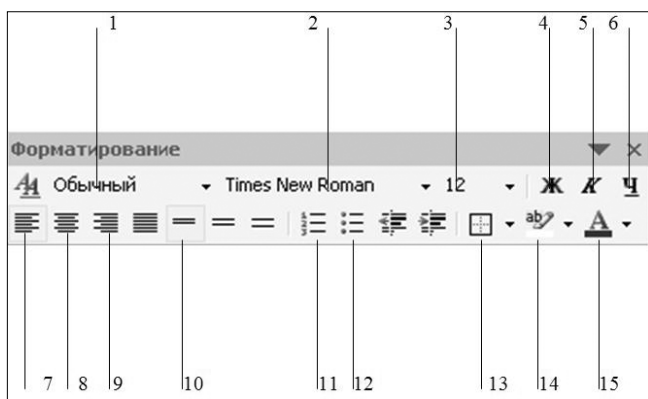 1 2 3 4 5 6
Форматирование
Обычный Times New Roman 12 Ж К Ч
ab A
7 8 9 10 11 12 13 14 15